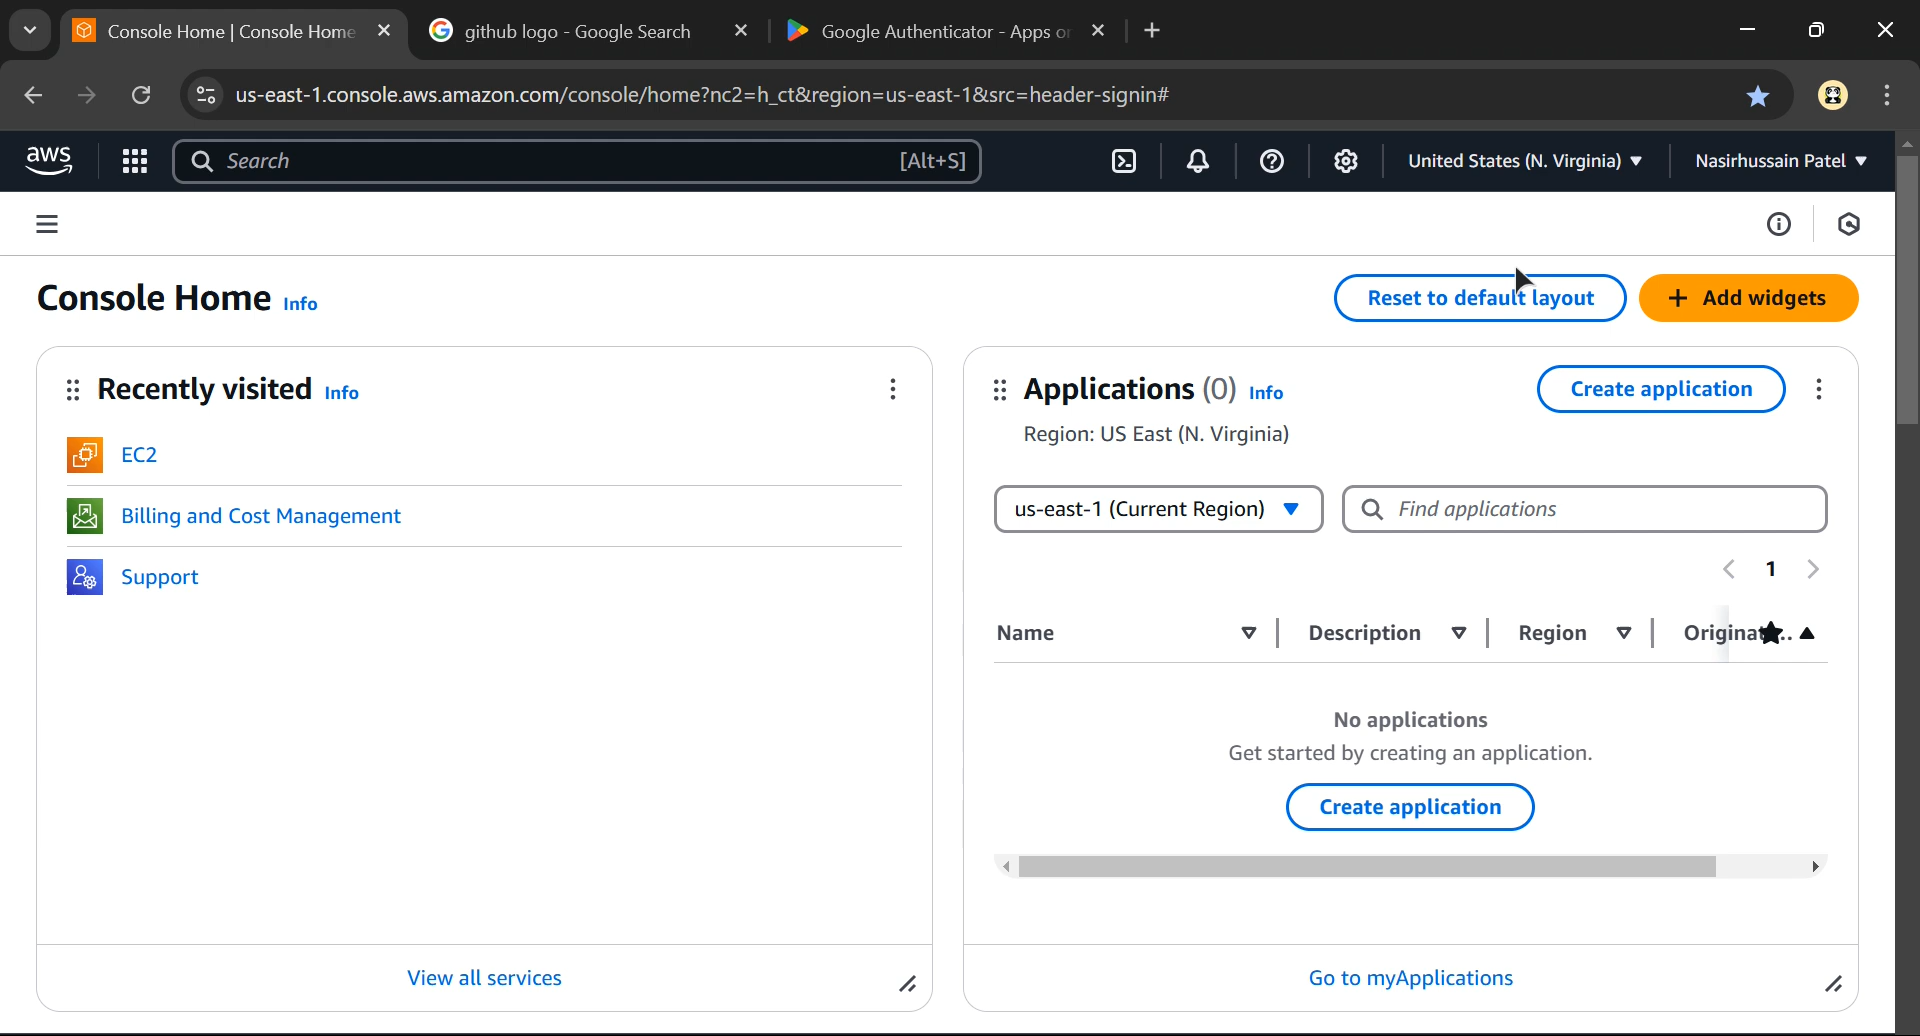 Console Home | Console Home
github logo - Google Search
Google Authenticator - Apps o
us-east-1.console.aws.amazon.com/console/home?nc2=h_ct&region=us-east-1&src=header-signin#
aws
Search
[Alt+S]
United States (N. Virginia)
Nasirhussain Patel
Console Home Info
Reset to default layout
+ Add widgets
Recently visited Info
EC2
Billing and Cost Management
Support
View all services
Applications (0) Info
Create application
Region: US East (N. Virginia)
us-east-1 (Current Region)
Find applications
1
Name
Description
Region
Originat...
No applications
Get started by creating an application.
Create application
Go to myApplications